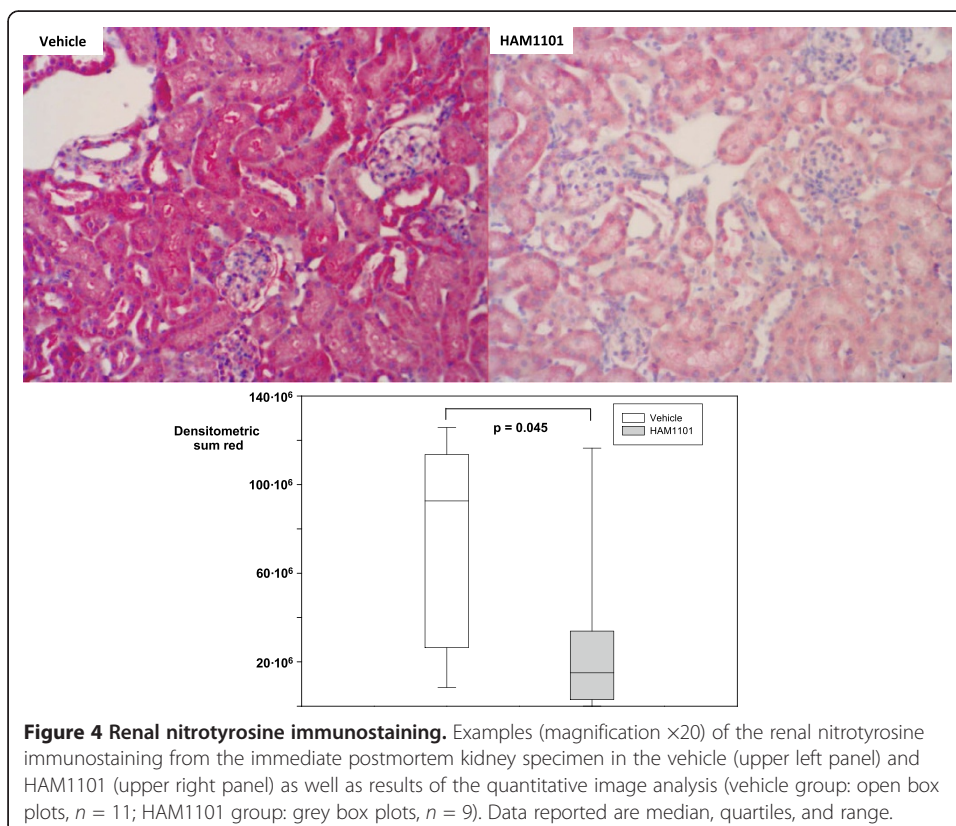 Vehicle
HAM1101
140·10⁶
Densitometric
sum red
p = 0.045
Vehicle
HAM1101
100·10⁶
60·10⁶
20·10⁶
Figure 4 Renal nitrotyrosine immunostaining. Examples (magnification ×20) of the renal nitrotyrosine
immunostaining from the immediate postmortem kidney specimen in the vehicle (upper left panel) and
HAM1101 (upper right panel) as well as results of the quantitative image analysis (vehicle group: open box
plots, n = 11; HAM1101 group: grey box plots, n = 9). Data reported are median, quartiles, and range.